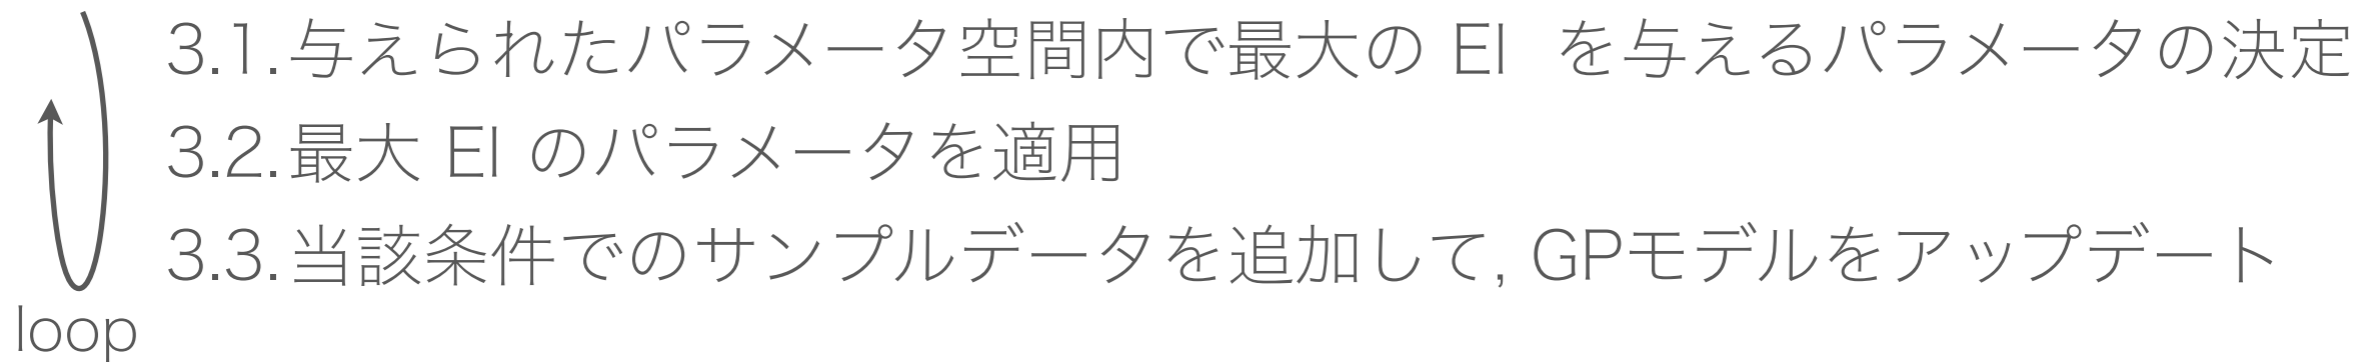 3.1. 与えられたパラメータ空間内で最大の EI を与えるパラメータの決定
3.2. 最大 EI のパラメータを適用
3.3. 当該条件でのサンプルデータを追加して, GPモデルをアップデート
loop